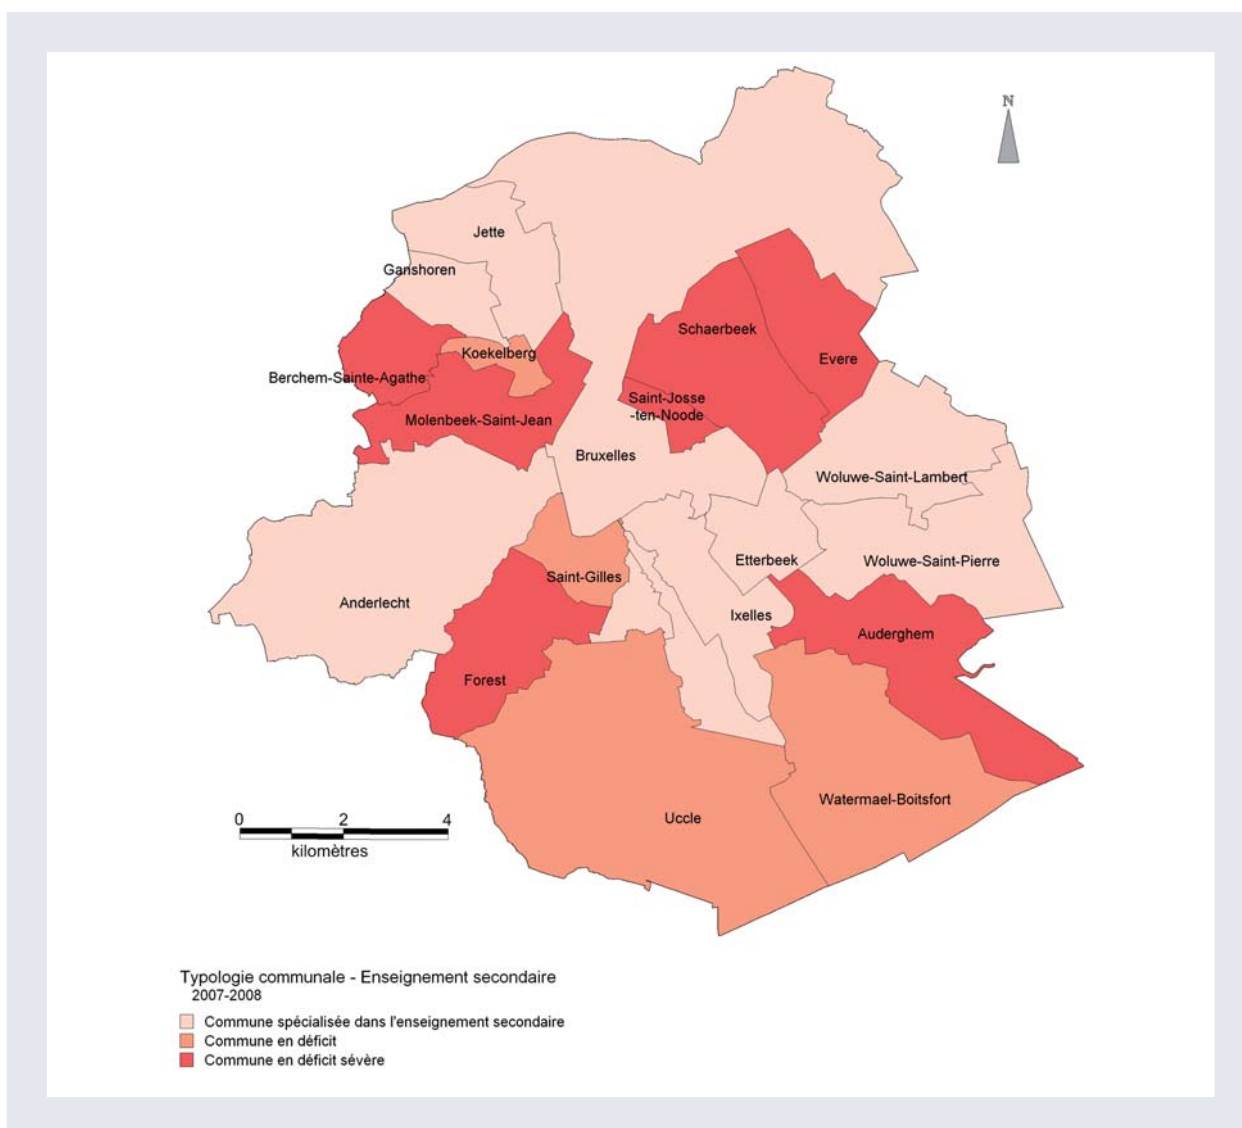 N
Jette
Ganshoren
Schaerbeek
Koekelberg
Evere
Berchem-Sainte-Agathe
Saint-Josse
-ten-Noode
Molenbeek-Saint-Jean
Bruxelles
Woluwe-Saint-Lambert
Etterbeek
Woluwe-Saint-Pierre
Saint-Gilles
Anderlecht
Ixelles
Auderghem
Forest
Watermael-Boitsfort
Uccle
0 2 4
kilomètres
Typologie communale - Enseignement secondaire
2007-2008
Commune spécialisée dans l'enseignement secondaire
Commune en déficit
Commune en déficit sévère